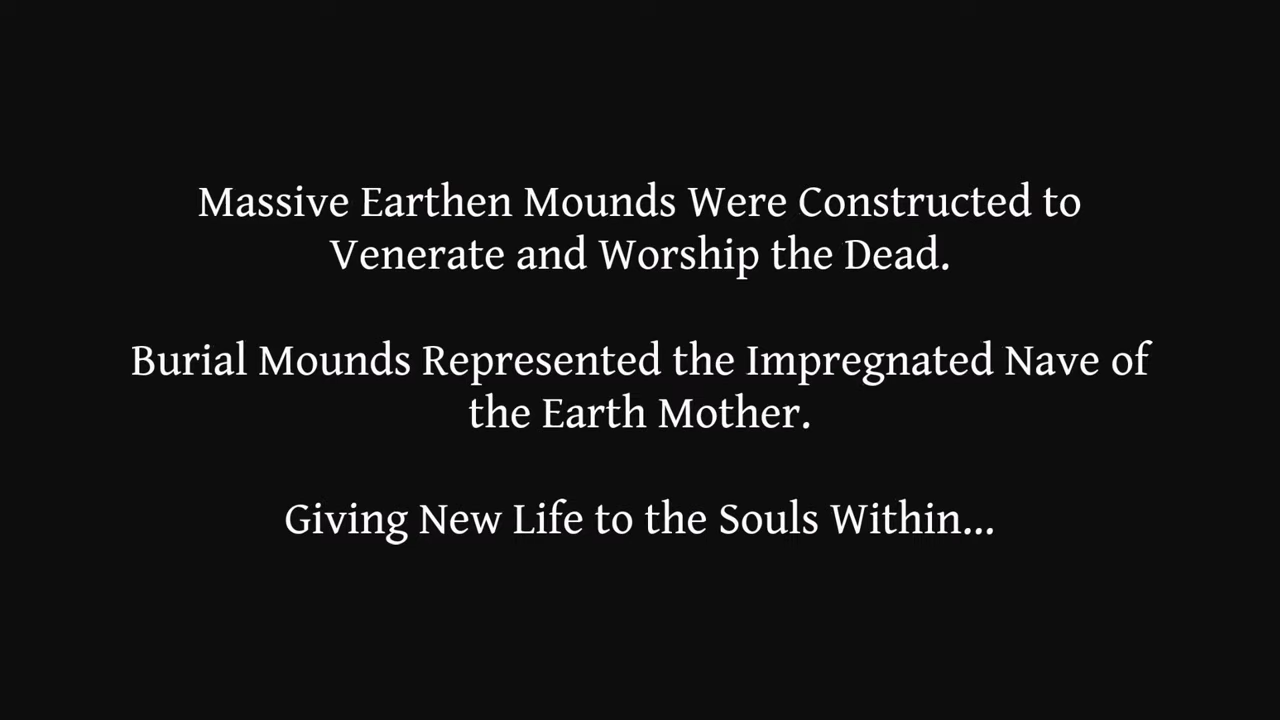 Massive Earthen Mounds Were Constructed to
Venerate and Worship the Dead.
Burial Mounds Represented the Impregnated Nave of
the Earth Mother.
Giving New Life to the Souls Within...